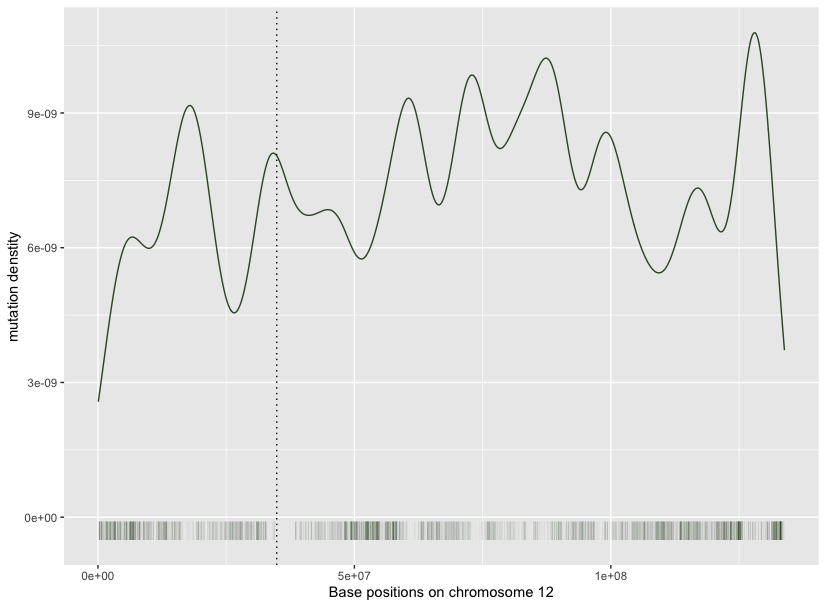 9e-09
6e-09
3e-09
0e+00
mutation denstity
0e+00
5e+07
1e+08
Base positions on chromosome 12